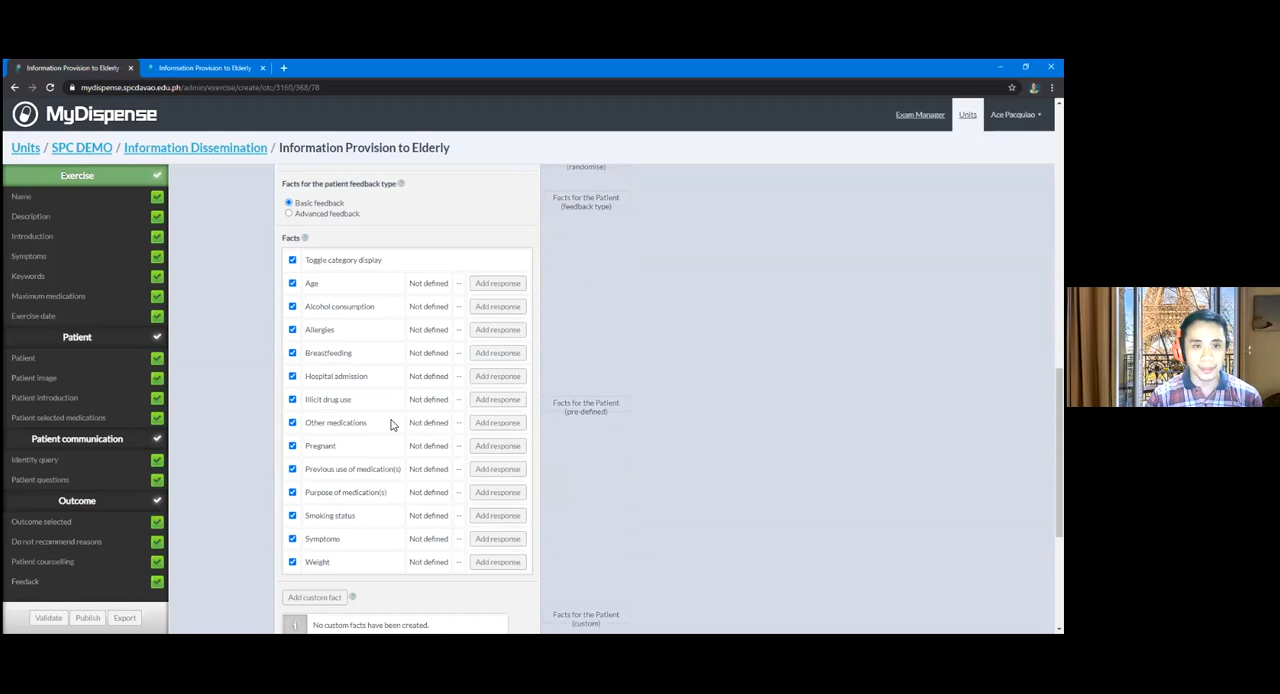 Information Provision to Elderly
Information Provision to Elderly
mydispense.spcdavao.edu.ph/admin/exercise/create/otc/3160/368/78
MyDispense
Exam Manager
Units
Ace Pacquiao
Units / SPC DEMO / Information Dissemination / Information Provision to Elderly
Exercise
Name
Description
Introduction
Symptoms
Keywords
Maximum medications
Exercise date
Patient
Patient
Patient image
Patient introduction
Patient selected medications
Patient communication
Identity query
Patient questions
Outcome
Outcome selected
Do not recommend reasons
Patient counselling
Feedack
Validate
Publish
Export
Facts for the patient feedback type
Basic feedback
Advanced feedback
Facts
Toggle category display
Age Not defined -- Add response
Alcohol consumption Not defined -- Add response
Allergies Not defined -- Add response
Breastfeeding Not defined -- Add response
Hospital admission Not defined -- Add response
Illicit drug use Not defined -- Add response
Other medications Not defined -- Add response
Pregnant Not defined -- Add response
Previous use of medication(s) Not defined -- Add response
Purpose of medication(s) Not defined -- Add response
Smoking status Not defined -- Add response
Symptoms Not defined -- Add response
Weight Not defined -- Add response
Add custom fact
No custom facts have been created.
(randomise)
Facts for the Patient
(feedback type)
Facts for the Patient
(pre-defined)
Facts for the Patient
(custom)